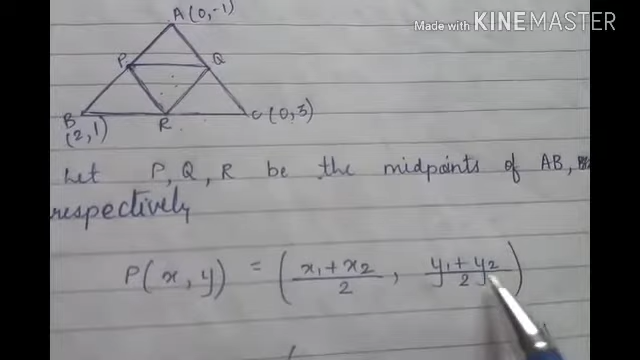 Made with KINEMASTER
A (0, -1)
P
Q
B
R
C (0, 3)
(2, 1)
Let P, Q, R be the midpoints of AB,
respectively
P(x, y) = (x₁ + x₂ / 2 , y₁ + y₂ / 2)